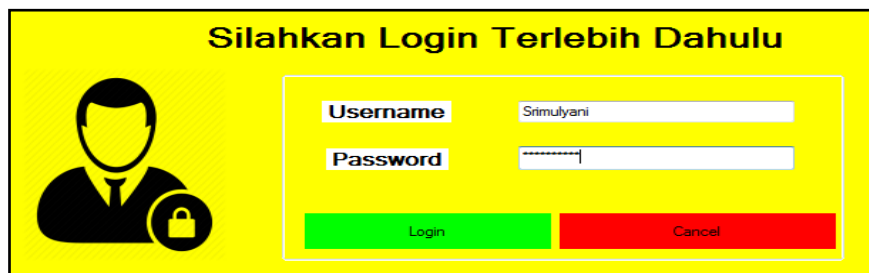 Silahkan Login Terlebih Dahulu
Username Srimulyani
Password **********
Login Cancel